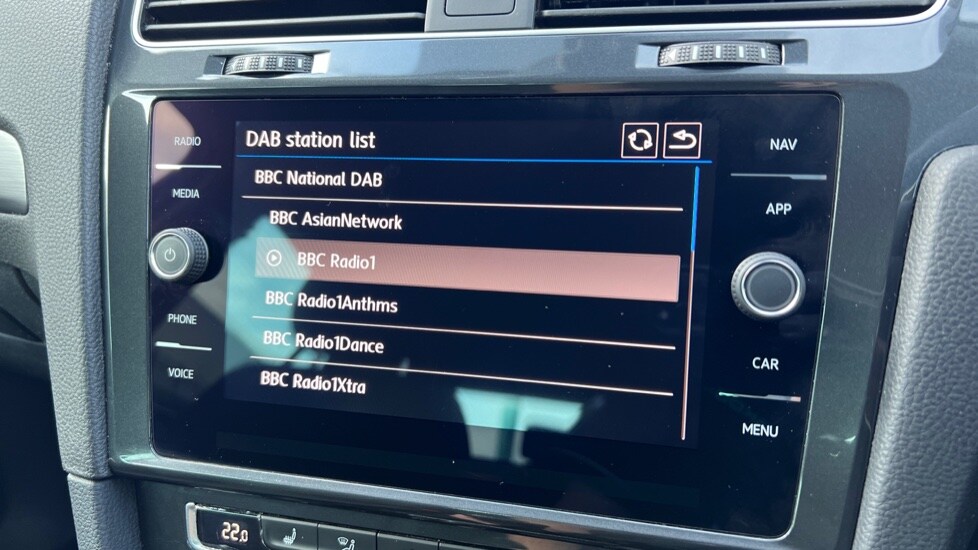 DAB station list
BBC National DAB
BBC AsianNetwork
BBC Radio1
BBC Radio1Anthms
BBC Radio1Dance
BBC Radio1Xtra
RADIO
MEDIA
PHONE
VOICE
NAV
APP
CAR
MENU
22.0